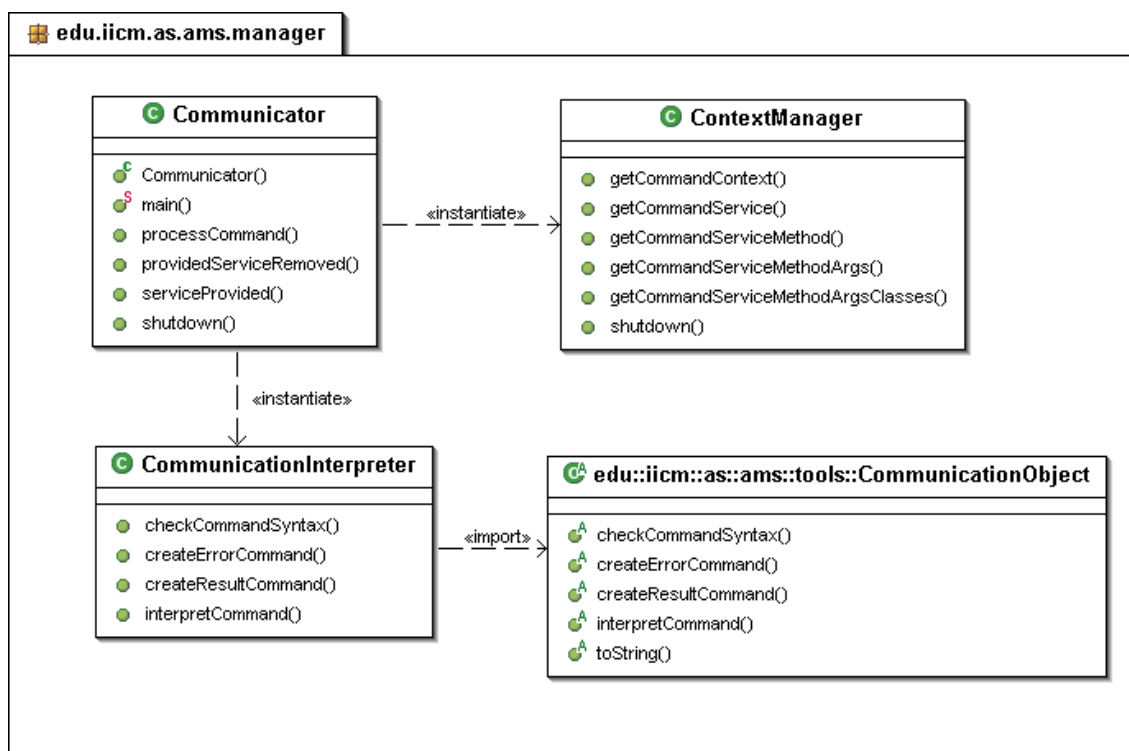 edu.iicm.as.ams.manager
C Communicator
C Communicator()
S main()
processCommand()
providedServiceRemoved()
serviceProvided()
shutdown()
«instantiate»
C ContextManager
getCommandContext()
getCommandService()
getCommandServiceMethod()
getCommandServiceMethodArgs()
getCommandServiceMethodArgsClasses()
shutdown()
«instantiate»
C CommunicationInterpreter
checkCommandSyntax()
createErrorCommand()
createResultCommand()
interpretCommand()
«import»
C A edu::iicm::as::ams::tools::CommunicationObject
A checkCommandSyntax()
A createErrorCommand()
A createResultCommand()
A interpretCommand()
A toString()